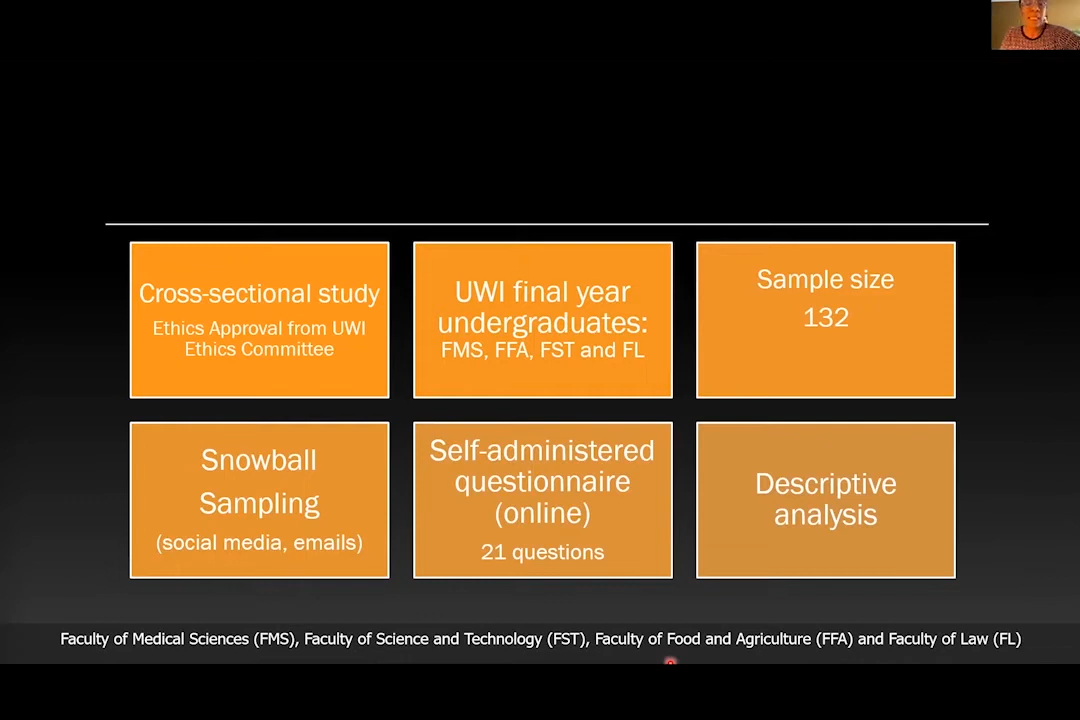 Cross-sectional study
Ethics Approval from UWI
Ethics Committee
UWI final year
undergraduates:
FMS, FFA, FST and FL
Sample size
132
Snowball
Sampling
(social media, emails)
Self-administered
questionnaire
(online)
21 questions
Descriptive
analysis
Faculty of Medical Sciences (FMS), Faculty of Science and Technology (FST), Faculty of Food and Agriculture (FFA) and Faculty of Law (FL)